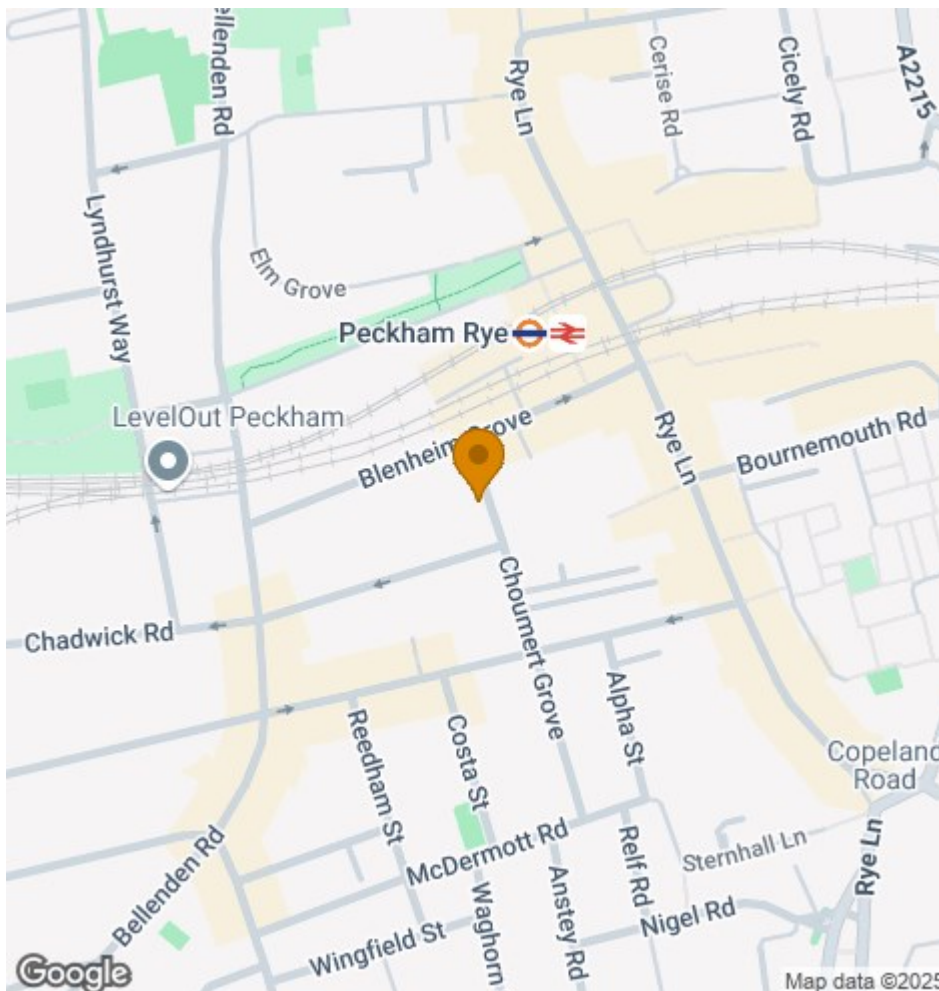 ellenden Rd
Rye Ln
Cerise Rd
Cicely Rd
A2215
Lyndhurst Way
Elm Grove
Peckham Rye
LevelOut Peckham
Blenheim Grove
Rye Ln
Bournemouth Rd
Chadwick Rd
Choumert Grove
Alpha St
Reedham St
Costa St
Copeland
Road
Bellenden Rd
McDermott Rd
Relf Rd
Sternhall Ln
Rye Ln
Waghorn
Anstey Rd
Nigel Rd
Wingfield St
Google
Map data ©2025